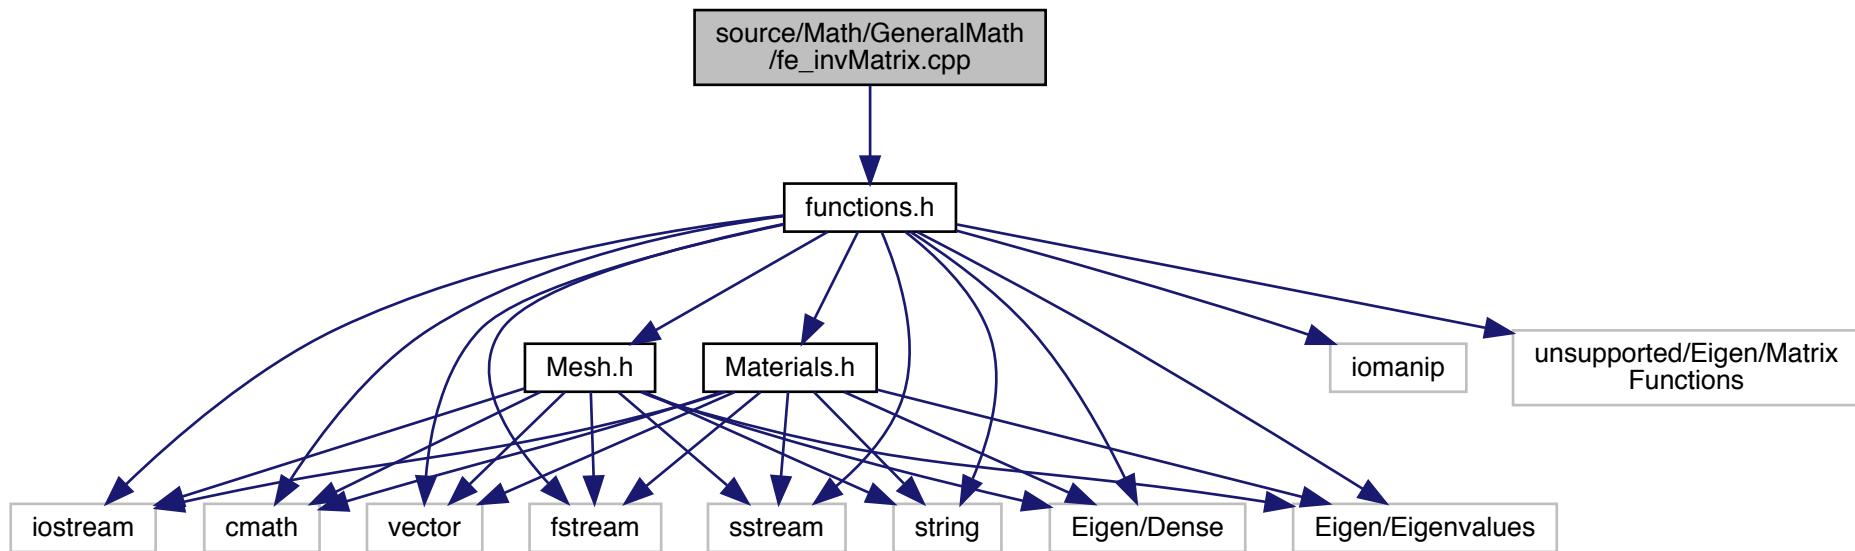 source/Math/GeneralMath
/fe_invMatrix.cpp
functions.h
Mesh.h
Materials.h
iomanip
unsupported/Eigen/Matrix
Functions
iostream
cmath
vector
fstream
sstream
string
Eigen/Dense
Eigen/Eigenvalues